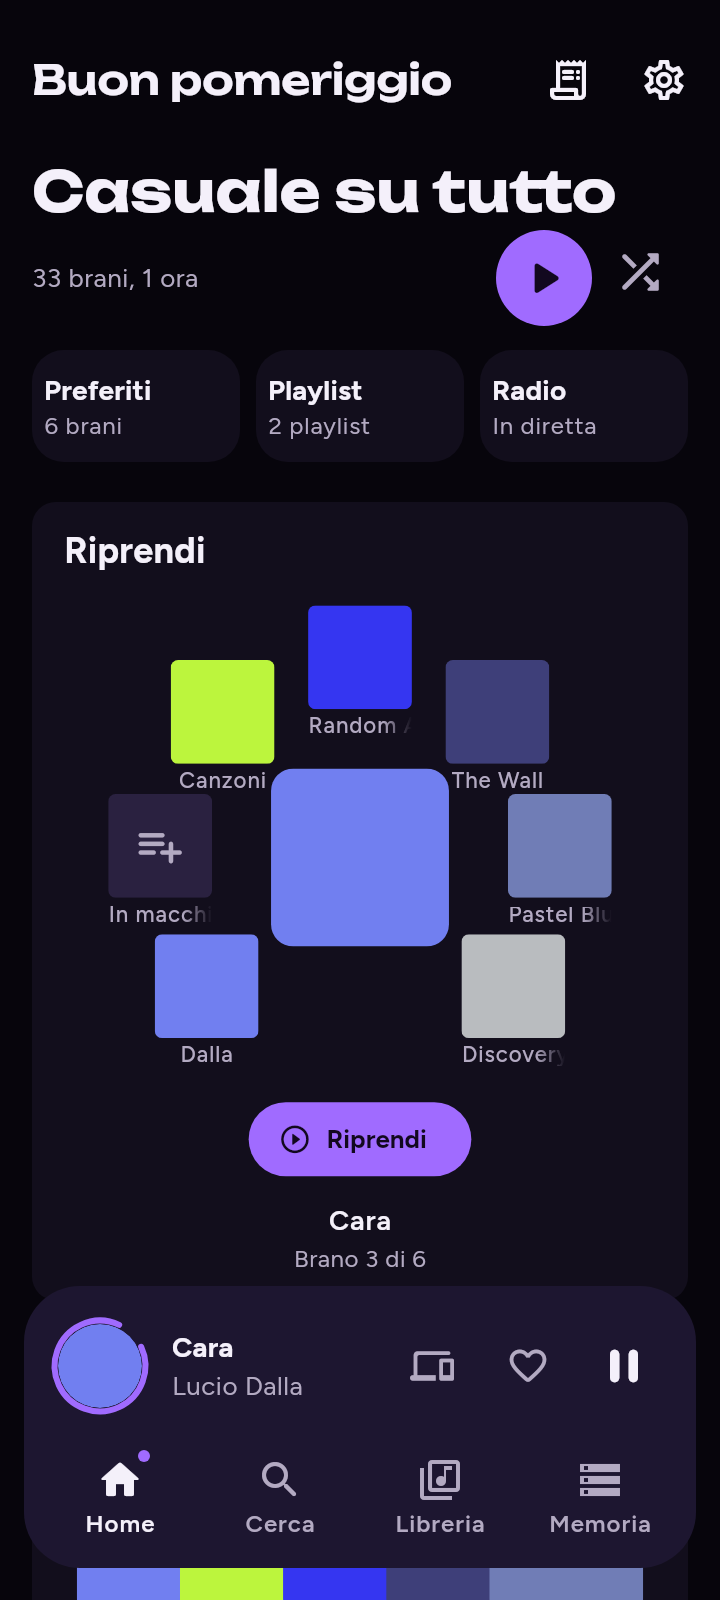 Buon pomeriggio
Casuale su tutto
33 brani, 1 ora
Preferiti
6 brani
Playlist
2 playlist
Radio
In diretta
Riprendi
Random
Canzoni
The Wall
In macchi
Pastel Blu
Dalla
Discovery
Riprendi
Cara
Brano 3 di 6
Cara
Lucio Dalla
Home
Cerca
Libreria
Memoria